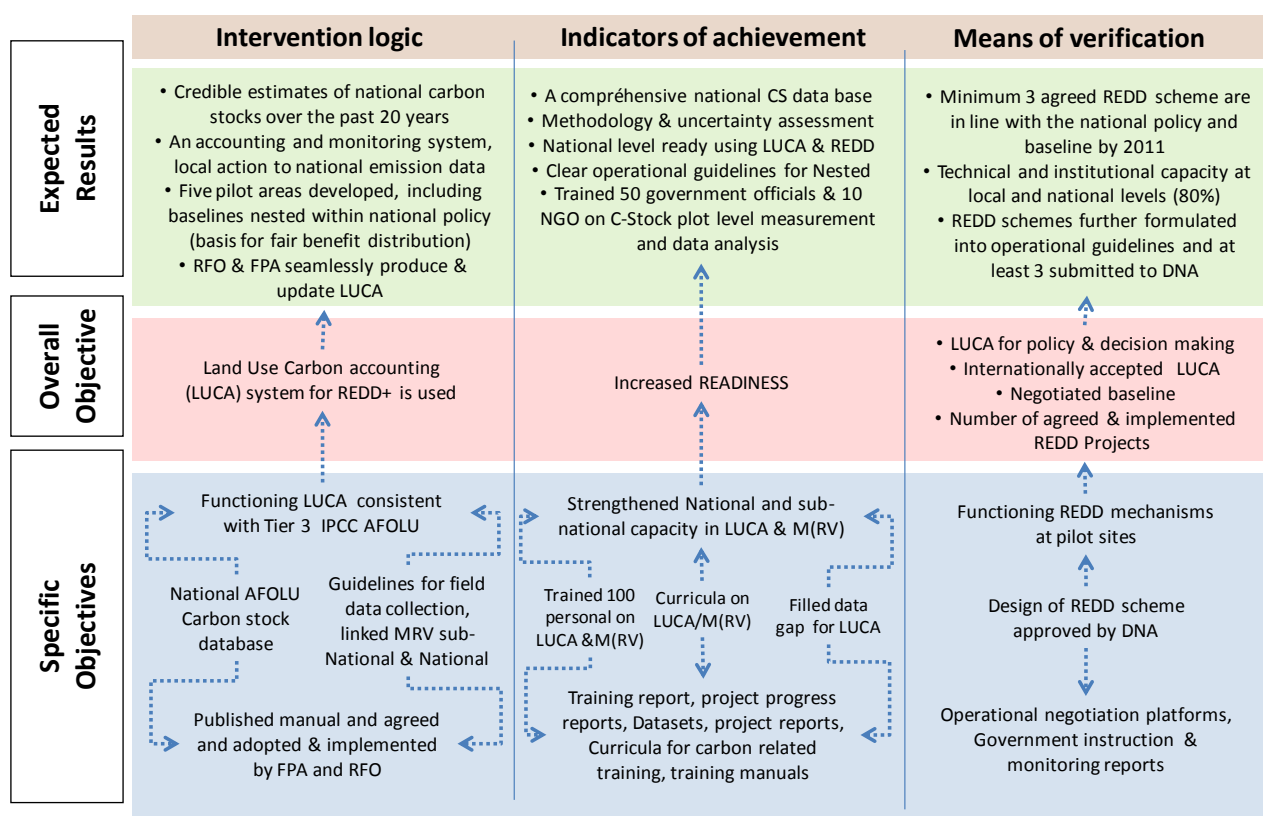 Intervention logic
Indicators of achievement
Means of verification
Expected
Results
• Credible estimates of national carbon
stocks over the past 20 years
• An accounting and monitoring system,
local action to national emission data
• Five pilot areas developed, including
baselines nested within national policy
(basis for fair benefit distribution)
• RFO & FPA seamlessly produce &
update LUCA
• A compréhensive national CS data base
• Methodology & uncertainty assessment
• National level ready using LUCA & REDD
• Clear operational guidelines for Nested
• Trained 50 government officials & 10
NGO on C-Stock plot level measurement
and data analysis
• Minimum 3 agreed REDD scheme are
in line with the national policy and
baseline by 2011
• Technical and institutional capacity at
local and national levels (80%)
• REDD schemes further formulated
into operational guidelines and at
least 3 submitted to DNA
Overall
Objective
Land Use Carbon accounting
(LUCA) system for REDD+ is used
Increased READINESS
• LUCA for policy & decision making
• Internationally accepted LUCA
• Negotiated baseline
• Number of agreed & implemented
REDD Projects
Specific
Objectives
Functioning LUCA consistent
with Tier 3 IPCC AFOLU
National AFOLU
Carbon stock
database
Guidelines for field
data collection,
linked MRV sub-
National & National
Published manual and agreed
and adopted & implemented
by FPA and RFO
Strengthened National and sub-
national capacity in LUCA & M(RV)
Trained 100
personal on
LUCA &M(RV)
Curricula on
LUCA/M(RV)
Filled data
gap for LUCA
Training report, project progress
reports, Datasets, project reports,
Curricula for carbon related
training, training manuals
Functioning REDD mechanisms
at pilot sites
Design of REDD scheme
approved by DNA
Operational negotiation platforms,
Government instruction &
monitoring reports